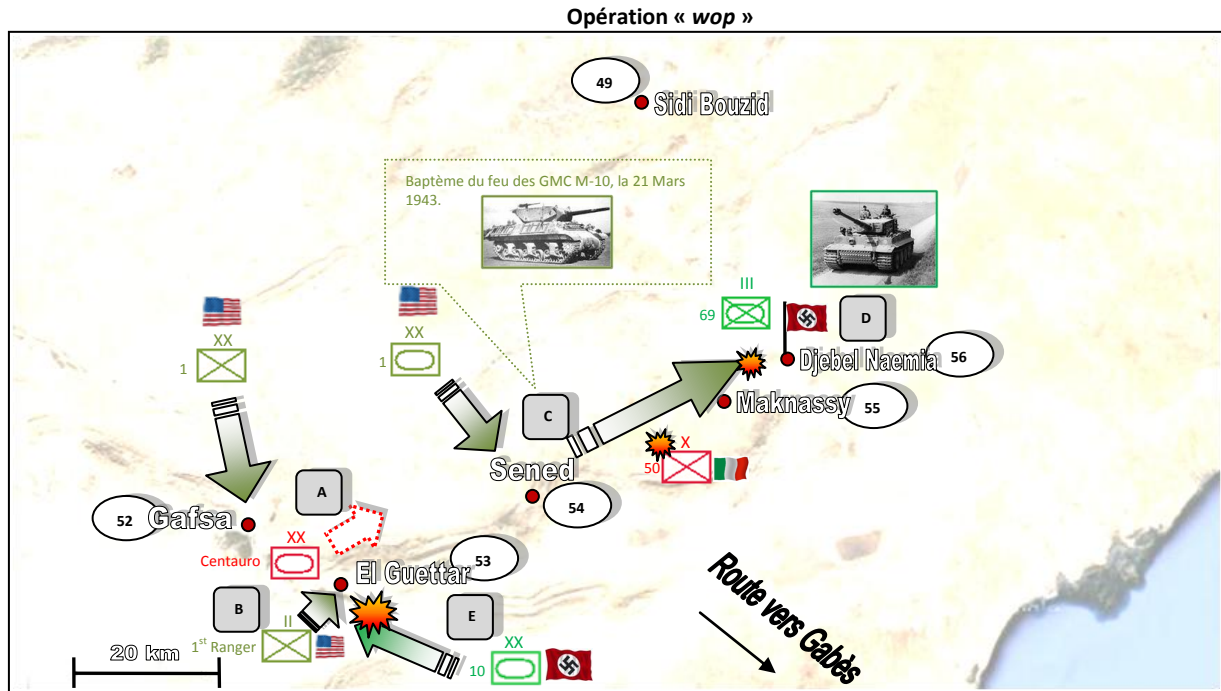 Opération « wop »
49
Sidi Bouzid
Baptème du feu des GMC M-10, la 21 Mars
1943.
XX
1
XX
1
III
69
D
Djebel Naemia
56
Maknassy
55
C
X
50
Sened
54
52
Gafsa
A
XX
Centauro
El Guettar
53
B
II
1st Ranger
E
XX
10
20 km
Route vers Gabès